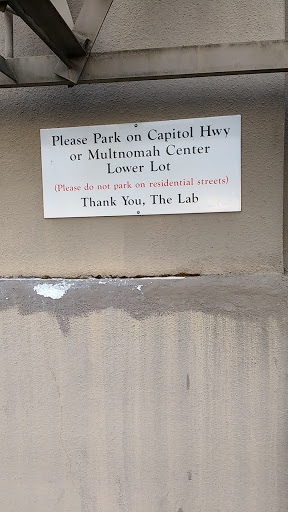 Please Park on Capitol Hwy
or Multnomah Center
Lower Lot
(Please do not park on residential streets)
Thank You, The Lab